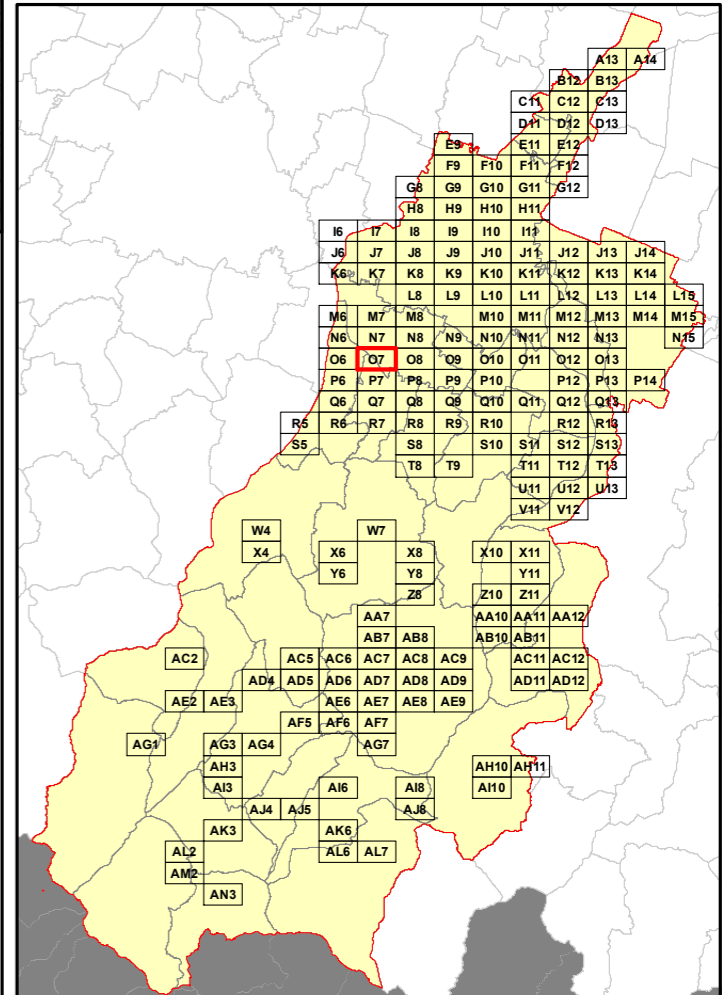 A13 A14
B12 B13
C11 C12 C13
D11 D12 D13
E9 E11 E12
F9 F10 F11 F12
G8 G9 G10 G11 G12
H8 H9 H10 H11
I6 I7 I8 I9 I10 I11
J6 J7 J8 J9 J10 J11 J12 J13 J14
K6 K7 K8 K9 K10 K11 K12 K13 K14
L8 L9 L10 L11 L12 L13 L14 L15
M6 M7 M8 M10 M11 M12 M13 M14 M15
N6 N7 N8 N9 N10 N11 N12 N13 N15
O6 O7 O8 O9 O10 O11 O12 O13
P6 P7 P8 P9 P10 P12 P13 P14
Q6 Q7 Q8 Q9 Q10 Q11 Q12 Q13
R5 R6 R7 R8 R9 R10 R12 R13
S5 S8 S10 S11 S12 S13
T8 T9 T11 T12 T13
U11 U12 U13
V11 V12
W4 W7
X4 X6 X8 X10 X11
Y6 Y8 Y11
Z8 Z10 Z11
AA7 AA10 AA11 AA12
AB7 AB8 AB10 AB11
AC2 AC5 AC6 AC7 AC8 AC9 AC11 AC12
AD4 AD5 AD6 AD7 AD8 AD9 AD11 AD12
AE2 AE3 AE6 AE7 AE8 AE9
AF5 AF6 AF7
AG1 AG3 AG4 AG7
AH3 AH10 AH11
AI3 AI6 AI8 AI10
AJ4 AJ5 AJ8
AK3 AK6
AL2 AL6 AL7
AM2
AN3